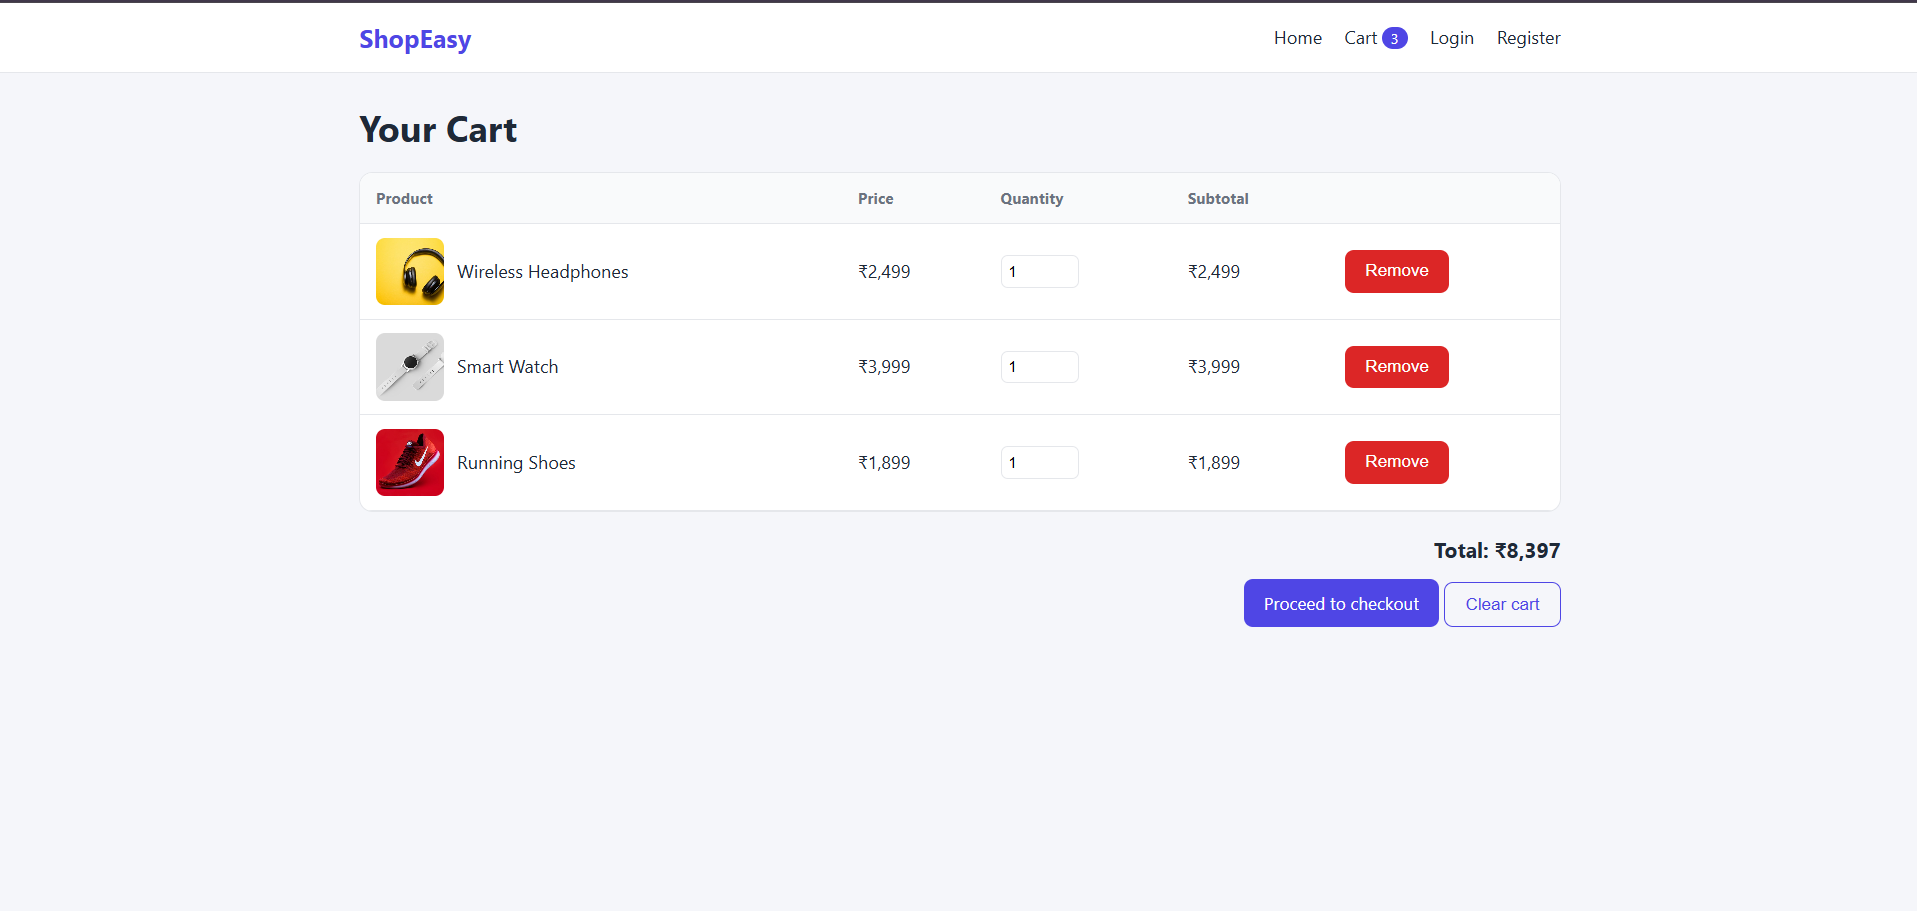 ShopEasy Home Cart 3 Login Register
Your Cart
Product Price Quantity Subtotal
Wireless Headphones ₹2,499 1 ₹2,499 Remove
Smart Watch ₹3,999 1 ₹3,999 Remove
Running Shoes ₹1,899 1 ₹1,899 Remove
Total: ₹8,397
Proceed to checkout Clear cart